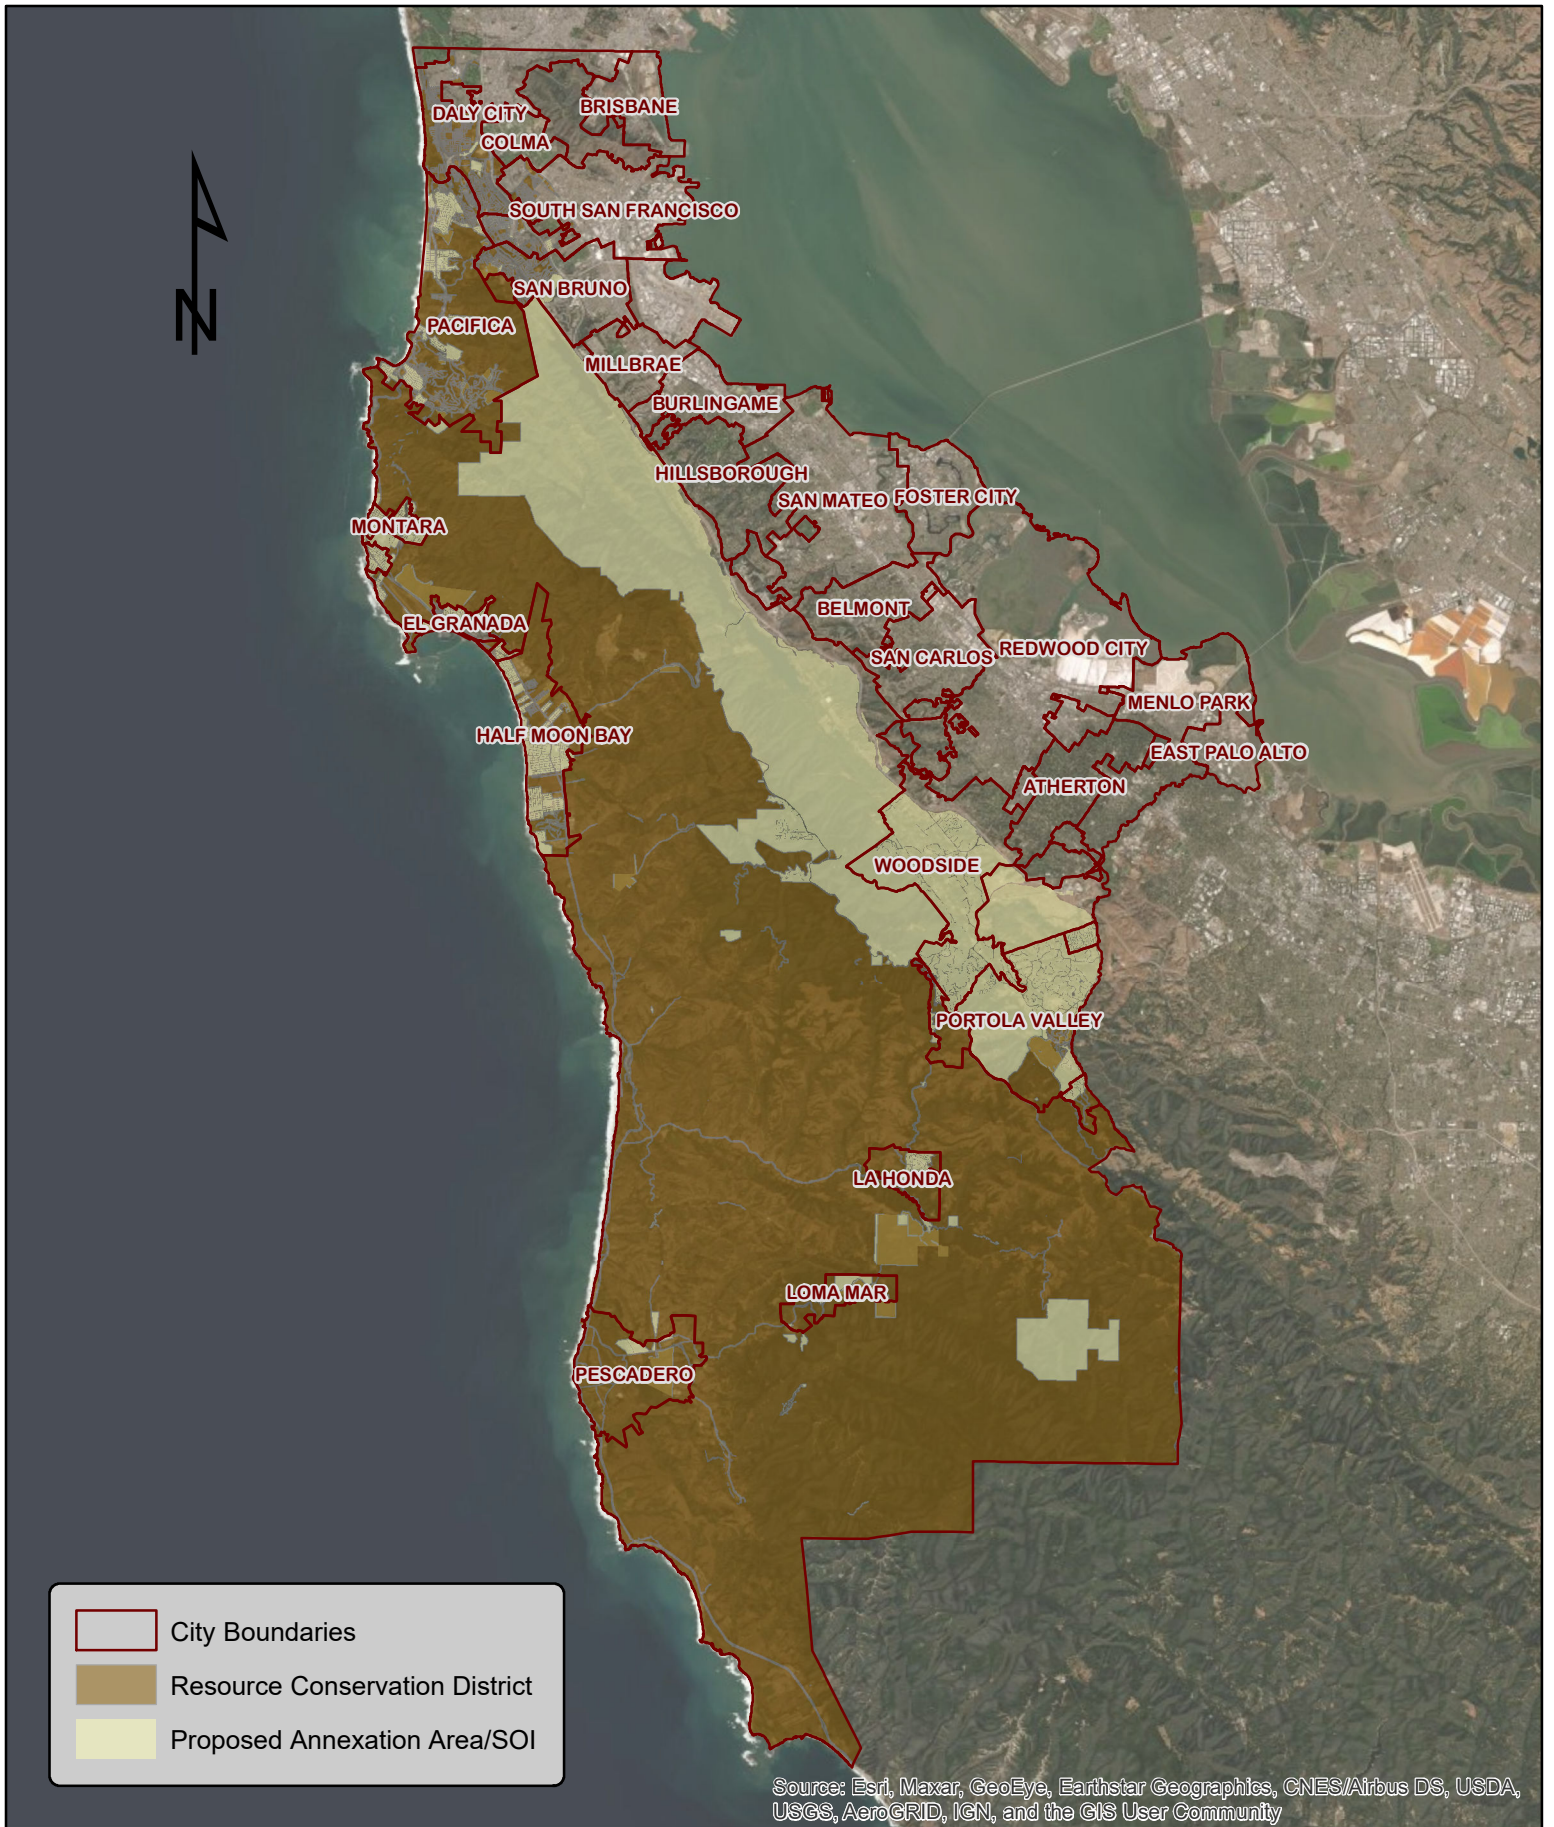 DALY CITY
BRISBANE
COLMA
SOUTH SAN FRANCISCO
SAN BRUNO
PACIFICA
MILLBRAE
BURLINGAME
HILLSBOROUGH
SAN MATEO
FOSTER CITY
MONTARA
BELMONT
EL GRANADA
SAN CARLOS
REDWOOD CITY
MENLO PARK
HALF MOON BAY
EAST PALO ALTO
ATHERTON
WOODSIDE
PORTOLA VALLEY
LA HONDA
LOMA MAR
PESCADERO
N
City Boundaries
Resource Conservation District
Proposed Annexation Area/SOI
Source: Esri, Maxar, GeoEye, Earthstar Geographics, CNES/Airbus DS, USDA,
USGS, AeroGRID, IGN, and the GIS User Community